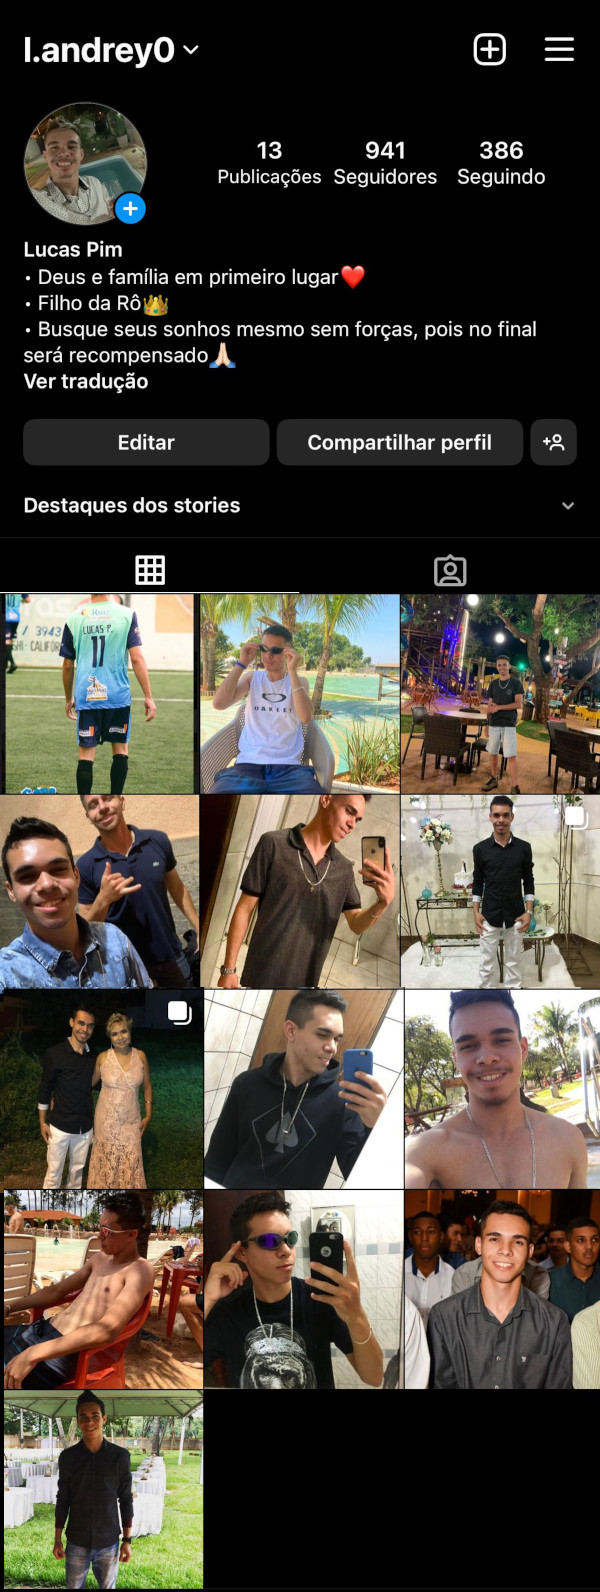 l.andrey0
13 941 386
Publicações Seguidores Seguindo
Lucas Pim
• Deus e família em primeiro lugar❤️
• Filho da Rô👑
• Busque seus sonhos mesmo sem forças, pois no final
será recompensado🙏🏻
Ver tradução
Editar Compartilhar perfil
Destaques dos stories
/ 3943
LUCAS P.
11
OAKLEY